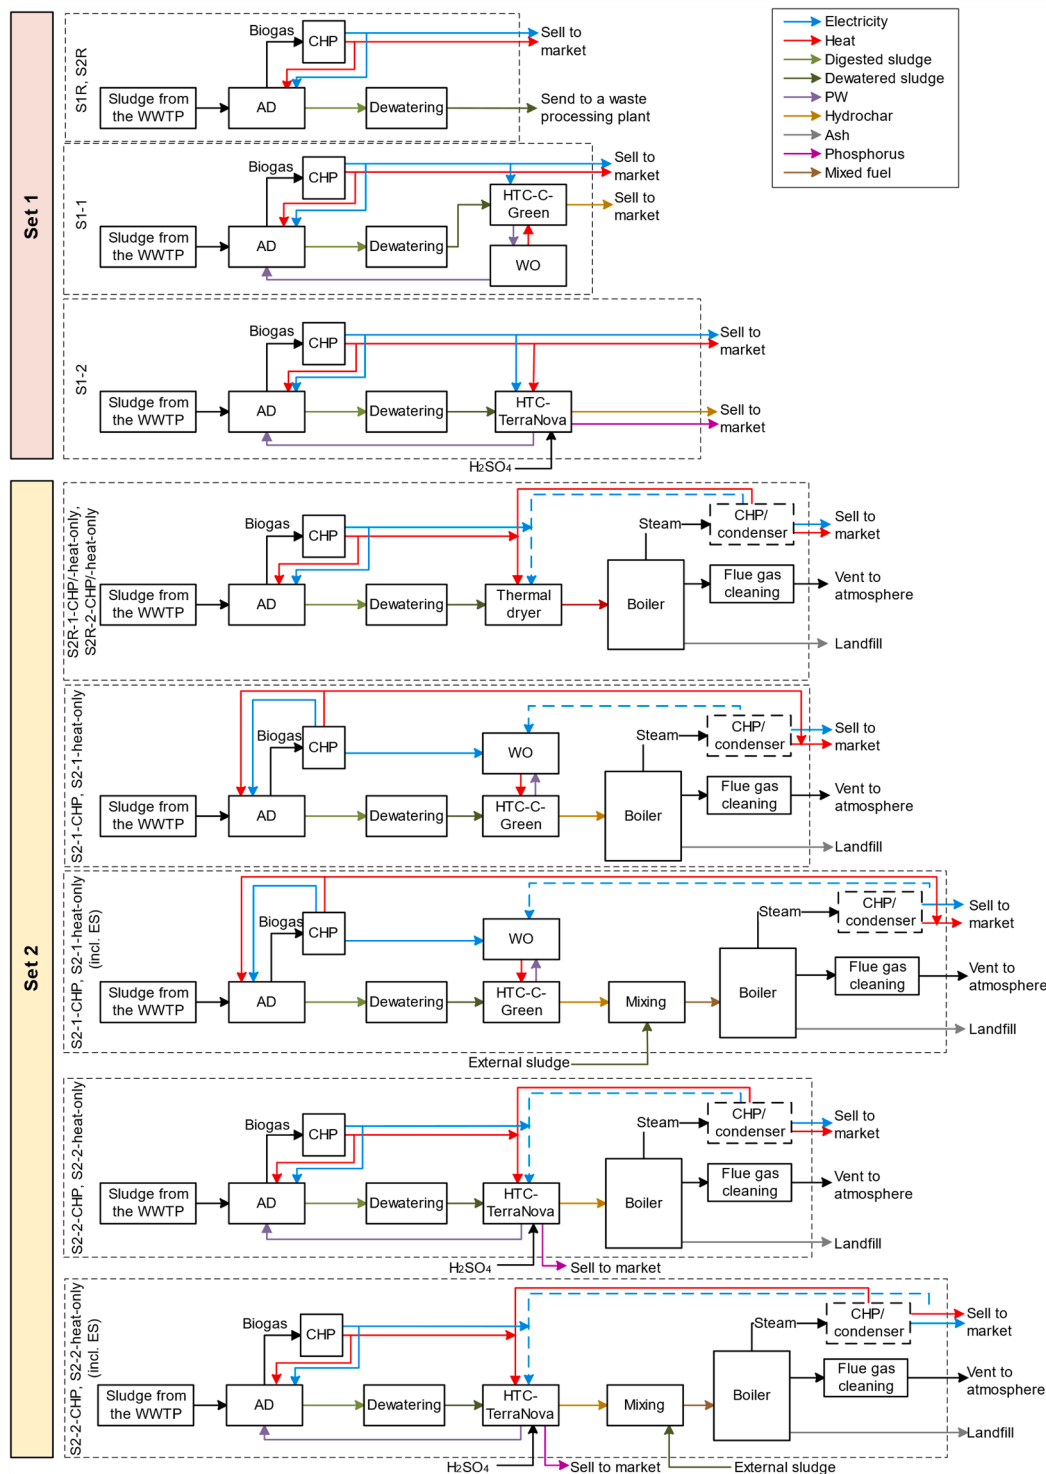 Electricity
Heat
Digested sludge
Dewatered sludge
PW
Hydrochar
Ash
Phosphorus
Mixed fuel
Set 1
S1R, S2R
Biogas
CHP
Sell to
market
Sludge from
the WWTP
AD
Dewatering
Send to a waste
processing plant
S1-1
Biogas
CHP
Sell to
market
HTC-C-
Green
Sell to
market
Sludge from
the WWTP
AD
Dewatering
WO
S1-2
Biogas
CHP
Sell to
market
Sludge from
the WWTP
AD
Dewatering
HTC-
TerraNova
Sell to
market
H2SO4
Set 2
S2R-1-CHP/-heat-only,
S2R-2-CHP/-heat-only
Biogas
CHP
Steam
CHP/
condenser
Sell to
market
Sludge from
the WWTP
AD
Dewatering
Thermal
dryer
Boiler
Flue gas
cleaning
Vent to
atmosphere
Landfill
S2-1-CHP, S2-1-heat-only
Biogas
CHP
WO
Steam
CHP/
condenser
Sell to
market
Sludge from
the WWTP
AD
Dewatering
HTC-C-
Green
Boiler
Flue gas
cleaning
Vent to
atmosphere
Landfill
S2-1-CHP, S2-1-heat-only
(incl. ES)
Biogas
CHP
WO
Steam
CHP/
condenser
Sell to
market
Sludge from
the WWTP
AD
Dewatering
HTC-C-
Green
Mixing
Boiler
Flue gas
cleaning
Vent to
atmosphere
Landfill
External sludge
S2-2-CHP, S2-2-heat-only
Biogas
CHP
Steam
CHP/
condenser
Sell to
market
Sludge from
the WWTP
AD
Dewatering
HTC-
TerraNova
Boiler
Flue gas
cleaning
Vent to
atmosphere
Landfill
H2SO4
Sell to market
S2-2-CHP, S2-2-heat-only
(incl. ES)
Biogas
CHP
Steam
CHP/
condenser
Sell to
market
Sludge from
the WWTP
AD
Dewatering
HTC-
TerraNova
Mixing
Boiler
Flue gas
cleaning
Vent to
atmosphere
Landfill
H2SO4
Sell to market
External sludge